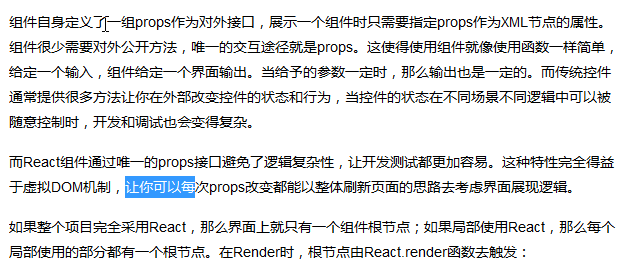 组件自身定义了一组props作为对外接口，展示一个组件时只需要指定props作为XML节点的属性。
组件很少需要对外公开方法，唯一的交互途径就是props。这使得使用组件就像使用函数一样简单，
给定一个输入，组件给定一个界面输出。当给予的参数一定时，那么输出也是一定的。而传统控件
通常提供很多方法让你在外部改变控件的状态和行为，当控件的状态在不同场景不同逻辑中可以被
随意控制时，开发和调试也会变得复杂。
而React组件通过唯一的props接口避免了逻辑复杂性，让开发测试都更加容易。这种特性完全得益
于虚拟DOM机制，让你可以每次props改变都能以整体刷新页面的思路去考虑界面展现逻辑。
如果整个项目完全采用React，那么界面上就只有一个组件根节点；如果局部使用React，那么每个
局部使用的部分都有一个根节点。在Render时，根节点由React.render函数去触发：